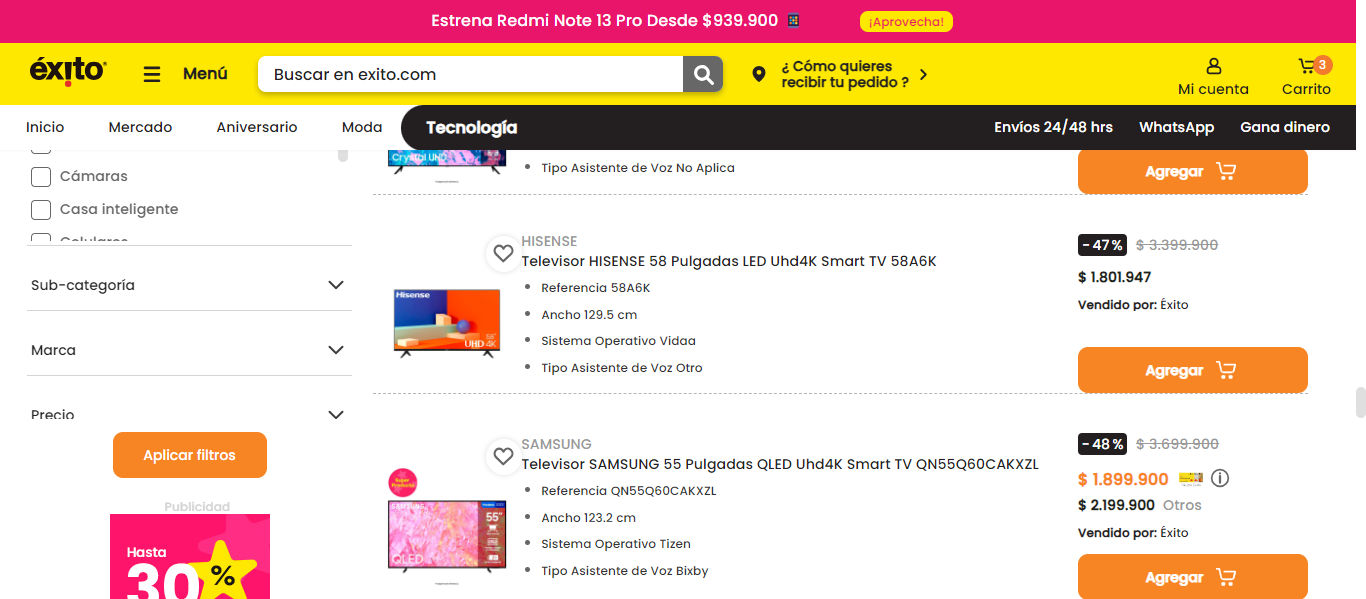 Estrena Redmi Note 13 Pro Desde $939.900
¡Aprovecha!
éxito
Menú
Buscar en exito.com
¿ Cómo quieres
recibir tu pedido ?
Mi cuenta
3
Carrito
Inicio
Mercado
Aniversario
Moda
Tecnología
Envíos 24/48 hrs
WhatsApp
Gana dinero
Cámaras
Casa inteligente
Celulares
Sub-categoría
Marca
Precio
Aplicar filtros
Publicidad
Hasta
30 %
Crystal UHD
Tipo Asistente de Voz No Aplica
Agregar
HISENSE
Televisor HISENSE 58 Pulgadas LED Uhd4K Smart TV 58A6K
Hisense
58"
UHD 4K
Referencia 58A6K
Ancho 129.5 cm
Sistema Operativo Vidaa
Tipo Asistente de Voz Otro
- 47 % $ 3.399.900
$ 1.801.947
Vendido por: Éxito
Agregar
SAMSUNG
Televisor SAMSUNG 55 Pulgadas QLED Uhd4K Smart TV QN55Q60CAKXZL
Super
SAMSUNG
55"
QLED
Referencia QN55Q60CAKXZL
Ancho 123.2 cm
Sistema Operativo Tizen
Tipo Asistente de Voz Bixby
- 48 % $ 3.699.900
$ 1.899.900
$ 2.199.900 Otros
Vendido por: Éxito
Agregar